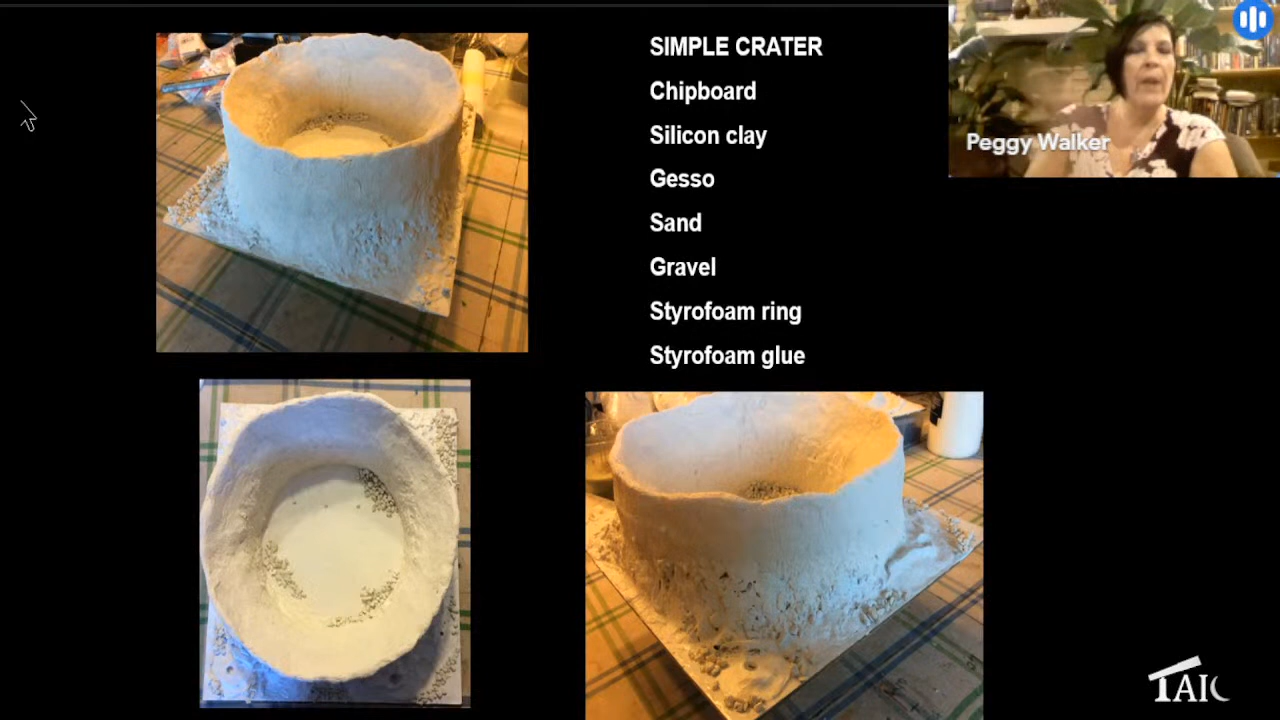 SIMPLE CRATER
Chipboard
Silicon clay
Gesso
Sand
Gravel
Styrofoam ring
Styrofoam glue
Peggy Walker
TAIC